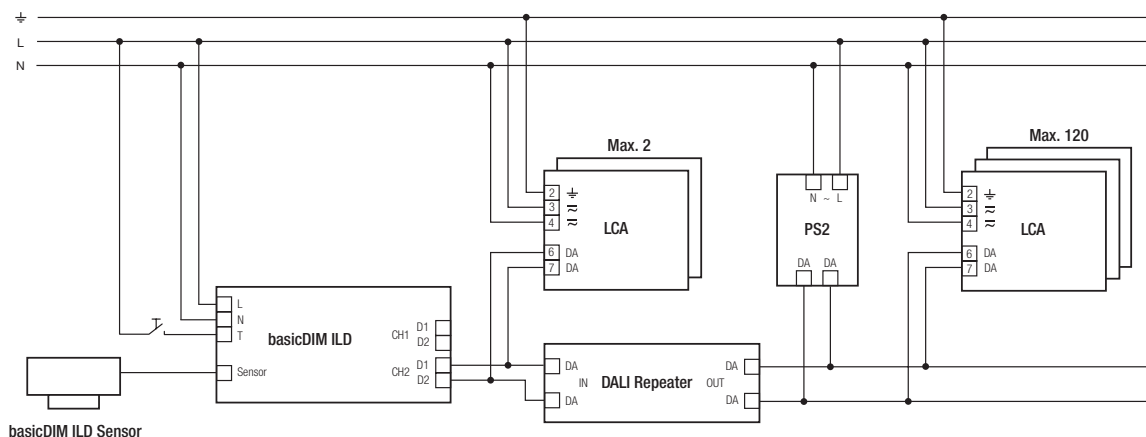 L
N
Max. 2
Max. 120
2
3
4
LCA
6 DA
7 DA
N ~ L
PS2
DA DA
2
3
4
LCA
6 DA
7 DA
L
N
T
basicDIM ILD
Sensor
CH1 D1
D2
CH2 D1
D2
DA
IN
DA
DALI Repeater
DA
OUT
DA
basicDIM ILD Sensor